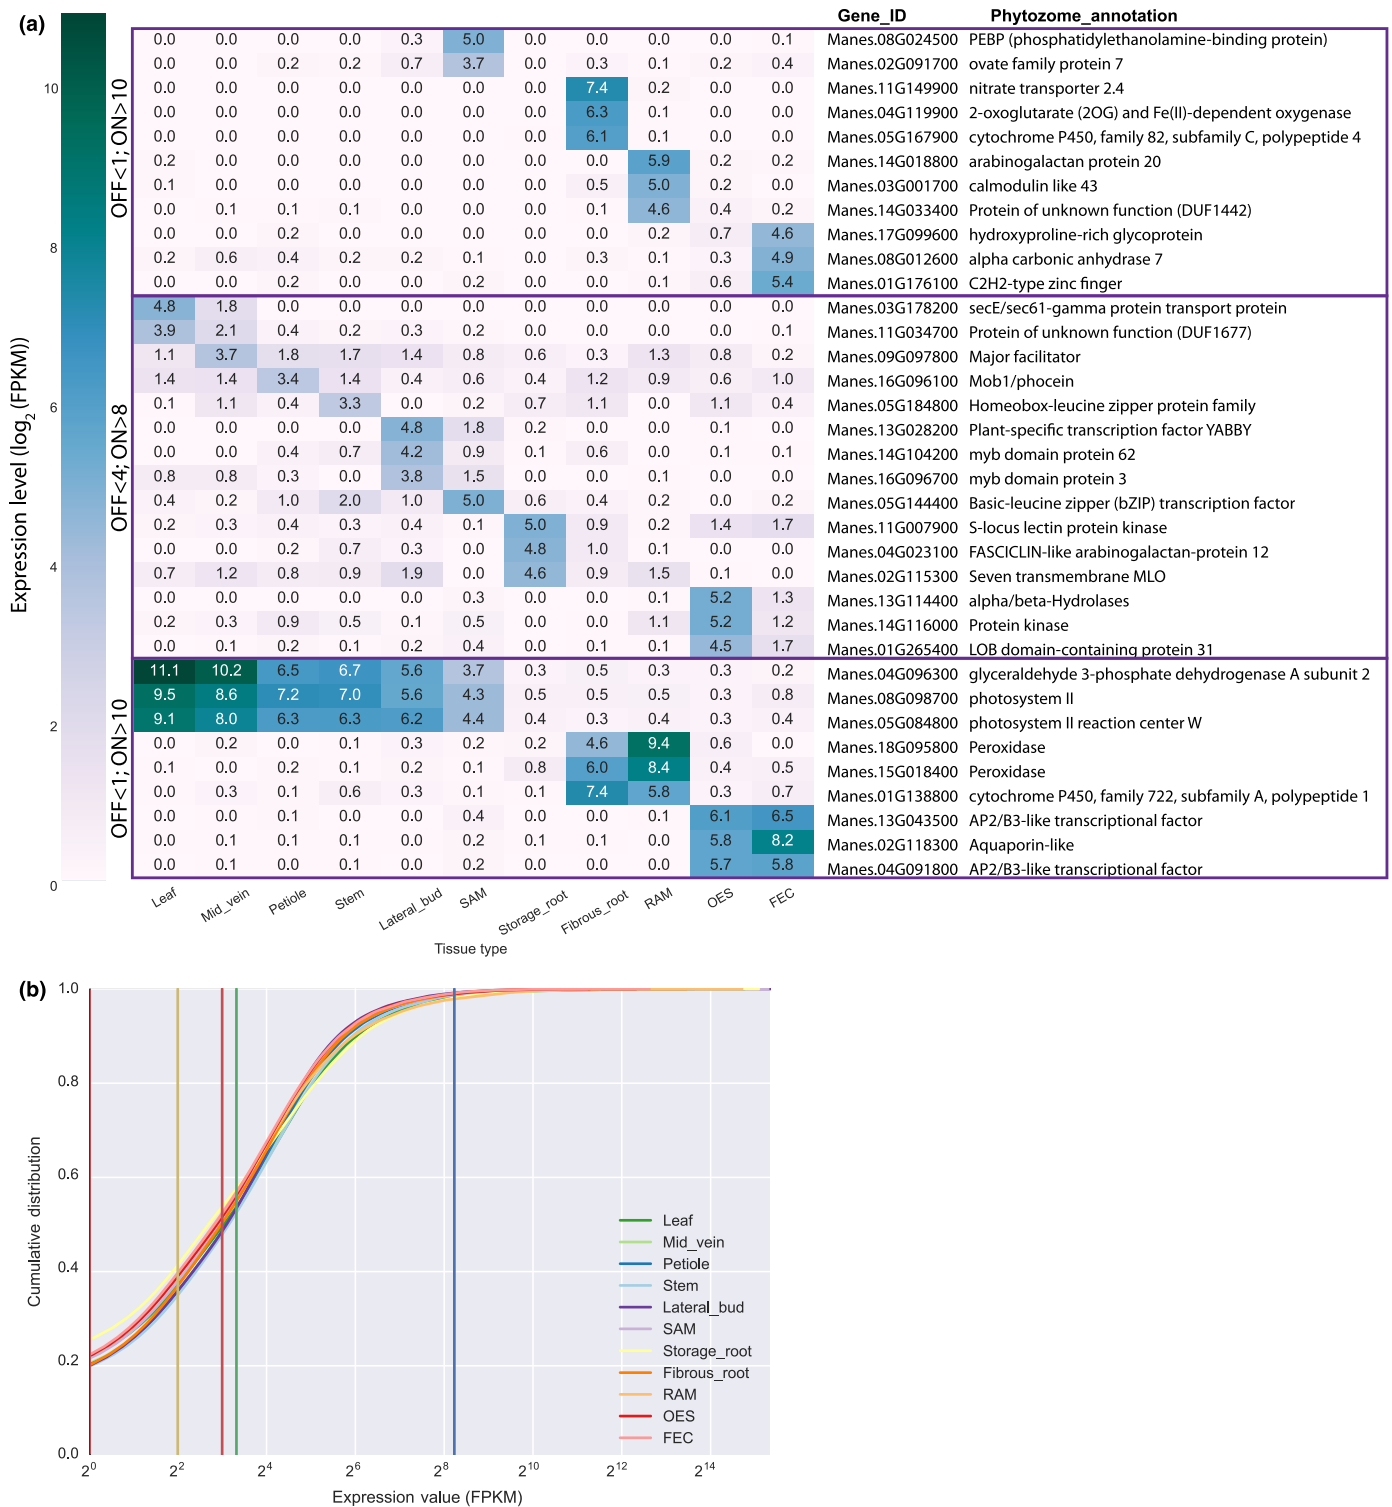 (a)
Gene_ID Phytozome_annotation
Expression level (log2 (FPKM))
10
8
6
4
2
0
OFF<1; ON>10
0.0 0.0 0.0 0.0 0.3 5.0 0.0 0.0 0.0 0.0 0.1 Manes.08G024500 PEBP (phosphatidylethanolamine-binding protein)
0.0 0.0 0.2 0.2 0.7 3.7 0.0 0.3 0.1 0.2 0.4 Manes.02G091700 ovate family protein 7
0.0 0.0 0.0 0.0 0.0 0.0 0.0 7.4 0.2 0.0 0.0 Manes.11G149900 nitrate transporter 2.4
0.0 0.0 0.0 0.0 0.0 0.0 0.0 6.3 0.1 0.0 0.0 Manes.04G119900 2-oxoglutarate (2OG) and Fe(II)-dependent oxygenase
0.0 0.0 0.0 0.0 0.0 0.0 0.0 6.1 0.1 0.0 0.0 Manes.05G167900 cytochrome P450, family 82, subfamily C, polypeptide 4
0.2 0.0 0.0 0.0 0.0 0.0 0.0 0.0 5.9 0.2 0.2 Manes.14G018800 arabinogalactan protein 20
0.1 0.0 0.0 0.0 0.0 0.0 0.0 0.5 5.0 0.2 0.0 Manes.03G001700 calmodulin like 43
0.0 0.1 0.1 0.1 0.0 0.0 0.0 0.1 4.6 0.4 0.2 Manes.14G033400 Protein of unknown function (DUF1442)
0.0 0.0 0.2 0.0 0.0 0.0 0.0 0.0 0.2 0.7 4.6 Manes.17G099600 hydroxyproline-rich glycoprotein
0.2 0.6 0.4 0.2 0.2 0.1 0.0 0.3 0.1 0.3 4.9 Manes.08G012600 alpha carbonic anhydrase 7
0.0 0.0 0.2 0.0 0.0 0.2 0.0 0.0 0.1 0.6 5.4 Manes.01G176100 C2H2-type zinc finger
OFF<4; ON>8
4.8 1.8 0.0 0.0 0.0 0.0 0.0 0.0 0.0 0.0 0.0 Manes.03G178200 secE/sec61-gamma protein transport protein
3.9 2.1 0.4 0.2 0.3 0.2 0.0 0.0 0.0 0.0 0.1 Manes.11G034700 Protein of unknown function (DUF1677)
1.1 3.7 1.8 1.7 1.4 0.8 0.6 0.3 1.3 0.8 0.2 Manes.09G097800 Major facilitator
1.4 1.4 3.4 1.4 0.4 0.6 0.4 1.2 0.9 0.6 1.0 Manes.16G096100 Mob1/phocein
0.1 1.1 0.4 3.3 0.0 0.2 0.7 1.1 0.0 1.1 0.4 Manes.05G184800 Homeobox-leucine zipper protein family
0.0 0.0 0.0 0.0 4.8 1.8 0.2 0.0 0.0 0.1 0.0 Manes.13G028200 Plant-specific transcription factor YABBY
0.0 0.0 0.4 0.7 4.2 0.9 0.1 0.6 0.0 0.1 0.1 Manes.14G104200 myb domain protein 62
0.8 0.8 0.3 0.0 3.8 1.5 0.0 0.0 0.0 0.0 0.0 Manes.16G096700 myb domain protein 3
0.4 0.2 1.0 2.0 1.0 5.0 0.6 0.4 0.2 0.0 0.2 Manes.05G144400 Basic-leucine zipper (bZIP) transcription factor
0.2 0.3 0.4 0.3 0.4 0.1 5.0 0.9 0.2 1.4 1.7 Manes.11G007900 S-locus lectin protein kinase
0.0 0.0 0.2 0.7 0.3 0.0 4.8 1.0 0.1 0.0 0.0 Manes.04G023100 FASCICLIN-like arabinogalactan-protein 12
0.7 1.2 0.8 0.9 1.9 0.0 4.6 0.9 1.5 0.1 0.0 Manes.02G115300 Seven transmembrane MLO
0.0 0.0 0.0 0.0 0.0 0.3 0.0 0.0 0.1 5.2 1.3 Manes.13G114400 alpha/beta-Hydrolases
0.2 0.3 0.9 0.5 0.1 0.5 0.0 0.0 1.1 5.2 1.2 Manes.14G116000 Protein kinase
0.0 0.1 0.2 0.1 0.2 0.4 0.0 0.1 0.0 4.5 1.7 Manes.01G265400 LOB domain-containing protein 31
OFF<1; ON>10
11.1 10.2 6.5 6.7 5.6 3.7 0.3 0.5 0.3 0.3 0.2 Manes.04G096300 glyceraldehyde 3-phosphate dehydrogenase A subunit 2
9.5 8.6 7.2 7.0 5.6 4.3 0.5 0.5 0.5 0.3 0.8 Manes.08G098700 photosystem II
9.1 8.0 6.3 6.3 6.2 4.4 0.4 0.3 0.4 0.3 0.4 Manes.05G084800 photosystem II reaction center W
0.0 0.2 0.0 0.1 0.3 0.2 0.2 4.6 9.4 0.6 0.0 Manes.18G095800 Peroxidase
0.1 0.0 0.2 0.1 0.2 0.1 0.8 6.0 8.4 0.4 0.5 Manes.15G018400 Peroxidase
0.0 0.3 0.1 0.6 0.3 0.1 0.1 7.4 5.8 0.3 0.7 Manes.01G138800 cytochrome P450, family 722, subfamily A, polypeptide 1
0.0 0.0 0.0 0.0 0.0 0.4 0.0 0.0 0.1 6.1 6.5 Manes.13G043500 AP2/B3-like transcriptional factor
0.0 0.1 0.1 0.0 0.1 0.2 0.1 0.1 0.0 5.8 8.2 Manes.02G118300 Aquaporin-like
0.0 0.1 0.0 0.0 0.0 0.2 0.0 0.0 0.0 5.7 5.8 Manes.04G091800 AP2/B3-like transcriptional factor
Leaf Mid_vein Petiole Stem Lateral_bud SAM Storage_root Fibrous_root RAM OES FEC
Tissue type
(b)
Cumulative distribution
1.0
0.8
0.6
0.4
0.2
0.0
Leaf
Mid_vein
Petiole
Stem
Lateral_bud
SAM
Storage_root
Fibrous_root
RAM
OES
FEC
2^0 2^2 2^4 2^6 2^8 2^10 2^12 2^14
Expression value (FPKM)